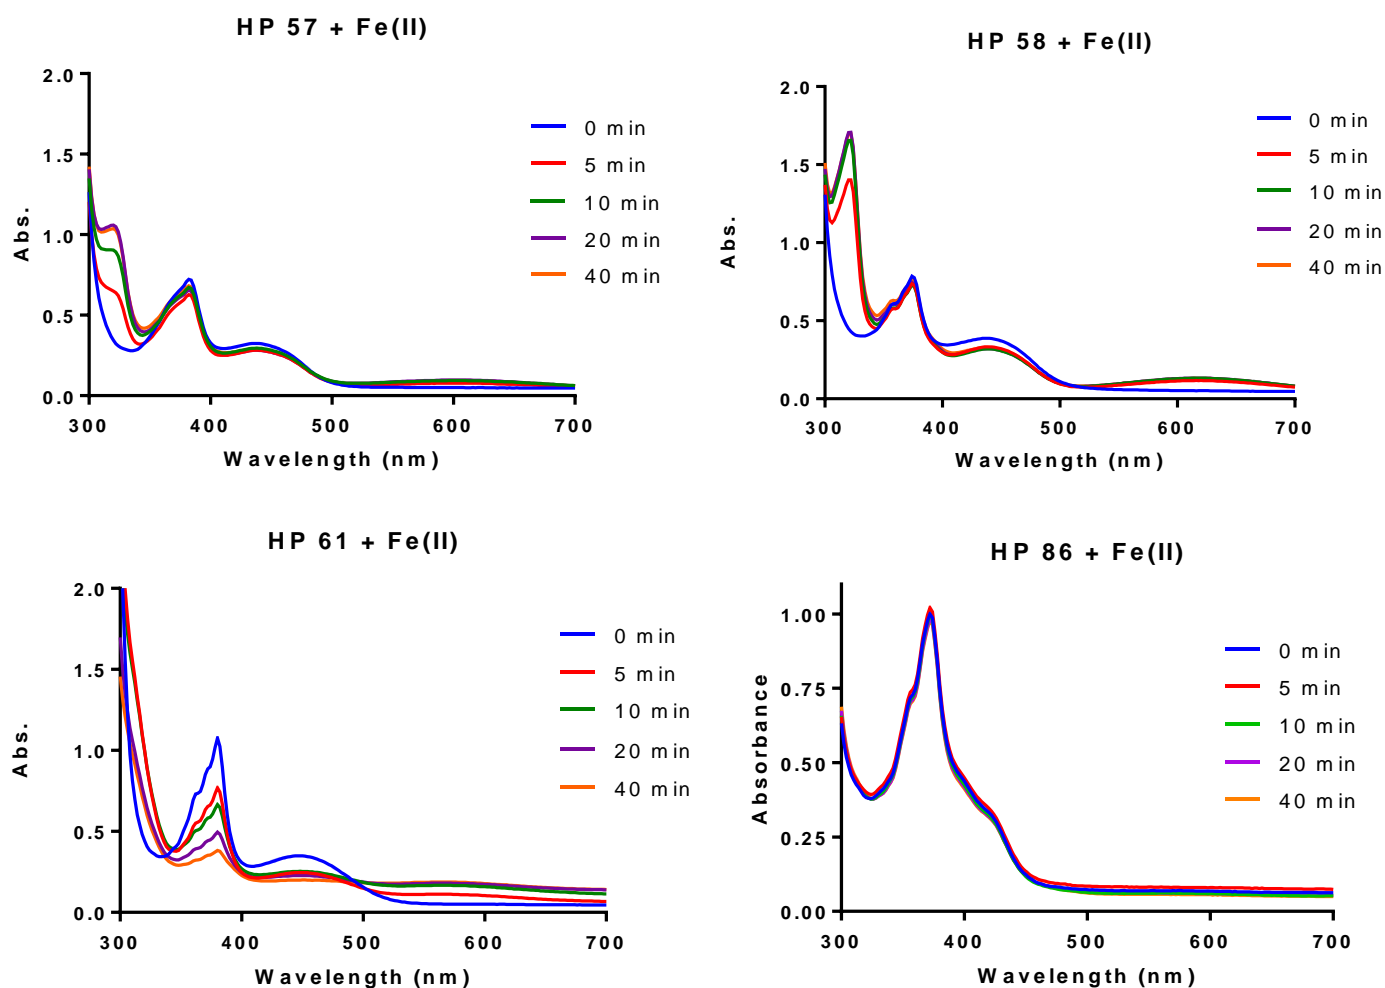 HP 57 + Fe(II)
2.0
1.5
1.0
0.5
0.0
Abs.
300 400 500 600 700
Wavelength (nm)
0 min
5 min
10 min
20 min
40 min
HP 58 + Fe(II)
2.0
1.5
1.0
0.5
0.0
Abs.
300 400 500 600 700
Wavelength (nm)
0 min
5 min
10 min
20 min
40 min
HP 61 + Fe(II)
2.0
1.5
1.0
0.5
0.0
Abs.
300 400 500 600 700
Wavelength (nm)
0 min
5 min
10 min
20 min
40 min
HP 86 + Fe(II)
1.00
0.75
0.50
0.25
0.00
Absorbance
300 400 500 600 700
Wavelength (nm)
0 min
5 min
10 min
20 min
40 min